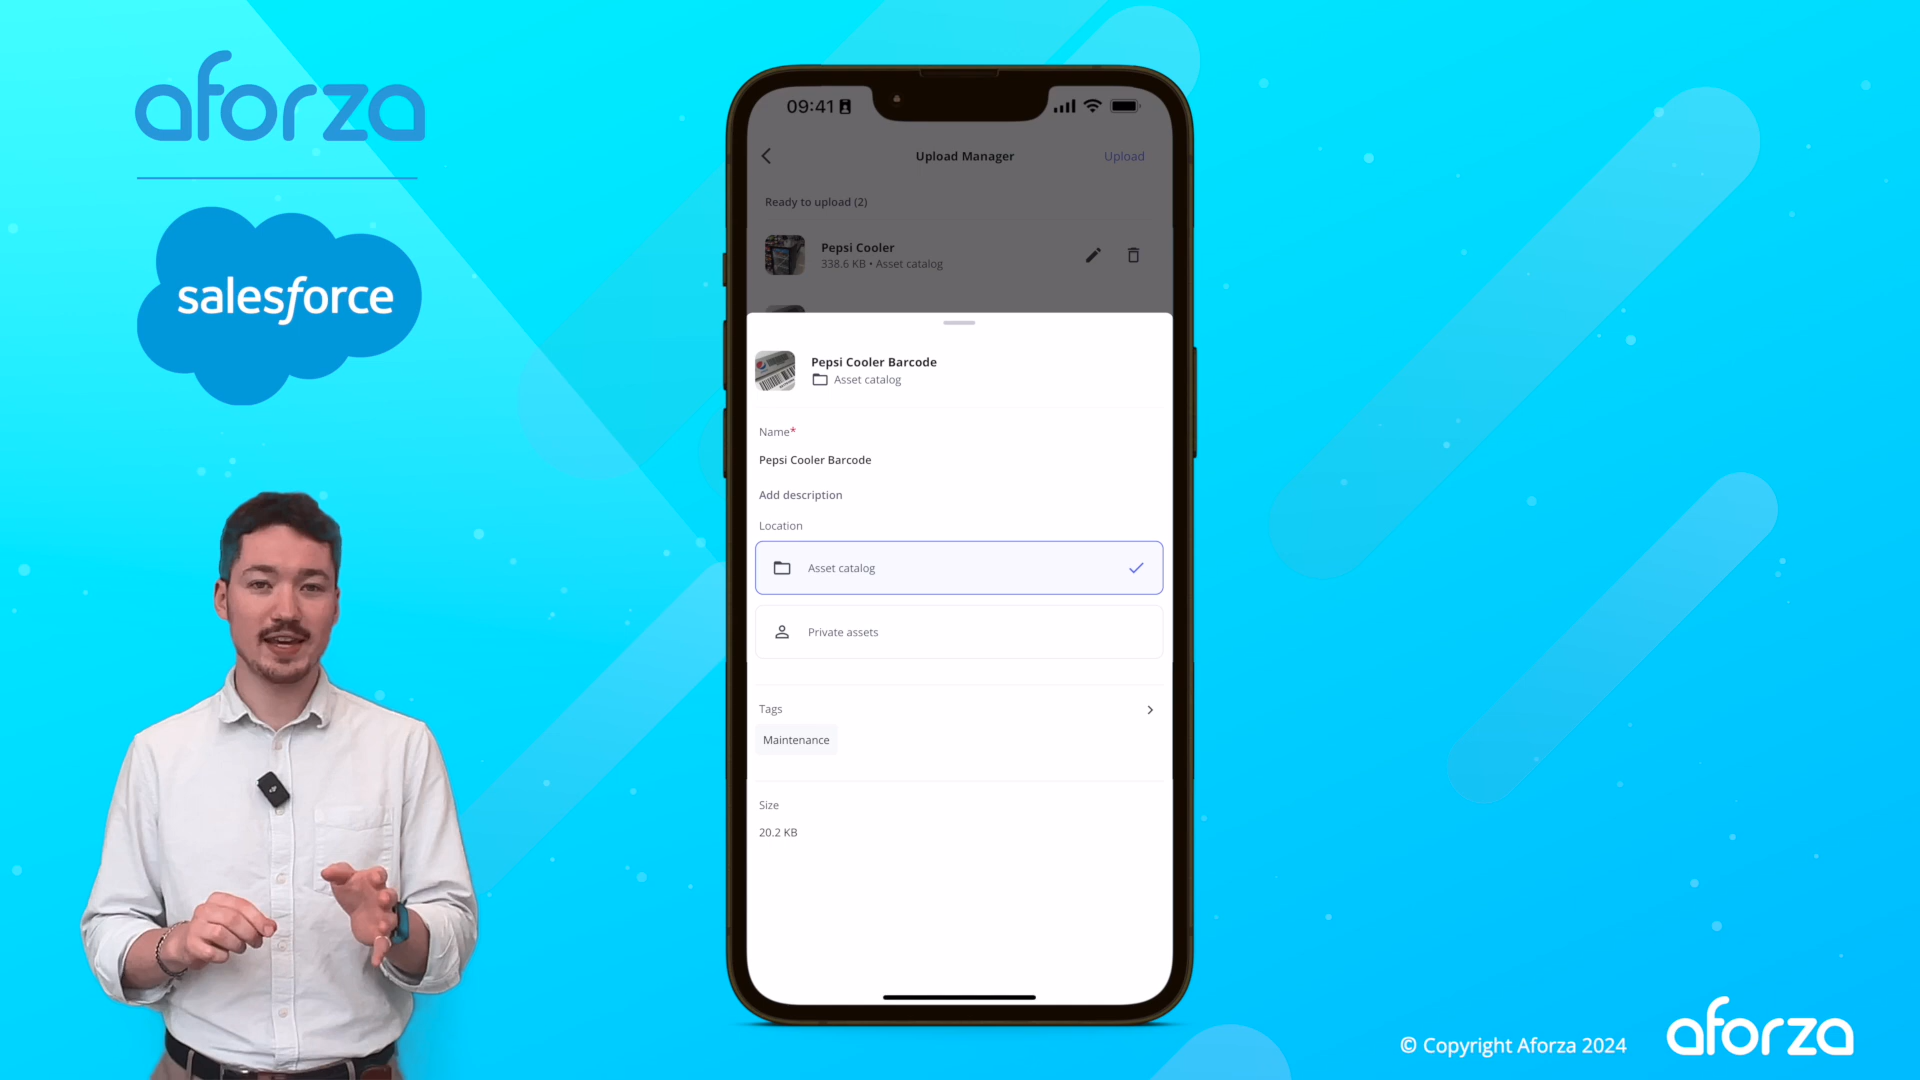 aforza
salesforce
09:41
Upload Manager
Upload
Ready to upload (2)
Pepsi Cooler
338.6 KB • Asset catalog
Pepsi Cooler Barcode
Asset catalog
Name*
Pepsi Cooler Barcode
Add description
Location
Asset catalog
Private assets
Tags
Maintenance
Size
20.2 KB
© Copyright Aforza 2024
aforza